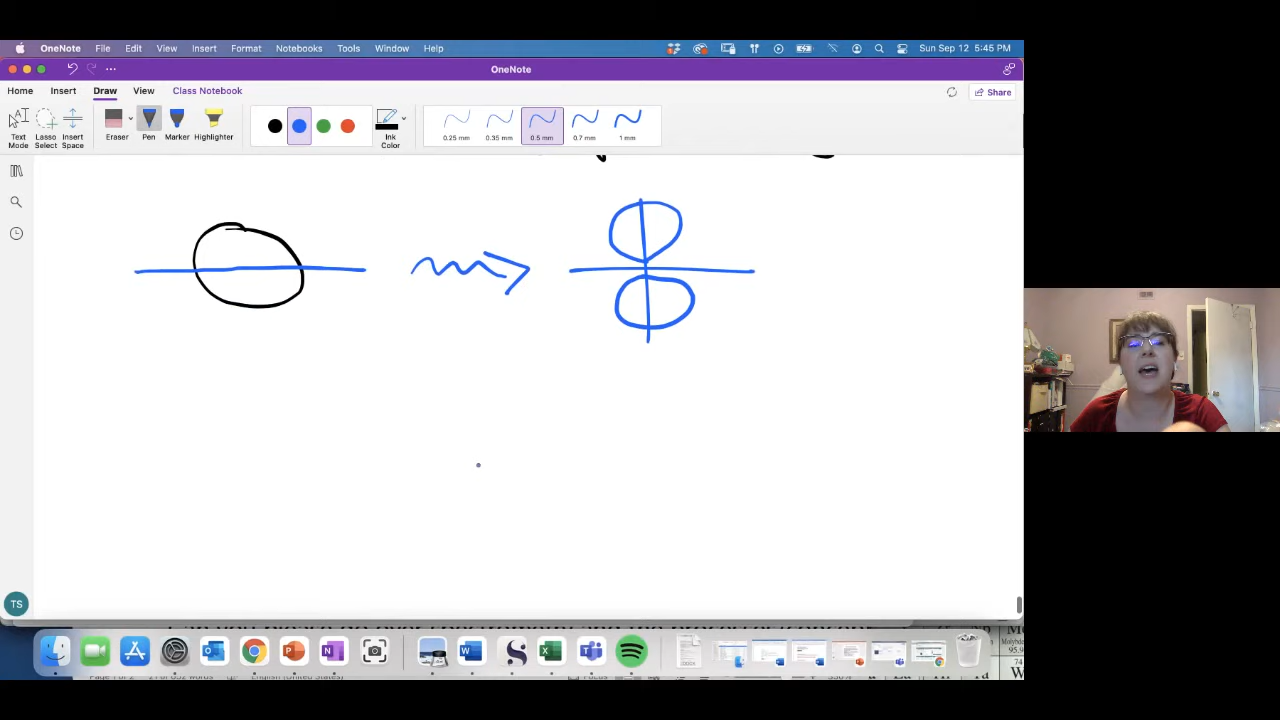 OneNote File Edit View Insert Format Notebooks Tools Window Help Sun Sep 12 5:45 PM
OneNote
Home Insert Draw View Class Notebook Share
Text Mode Lasso Select Insert Space Eraser Pen Marker Highlighter Ink Color 0.25 mm 0.35 mm 0.5 mm 0.7 mm 1 mm
TS